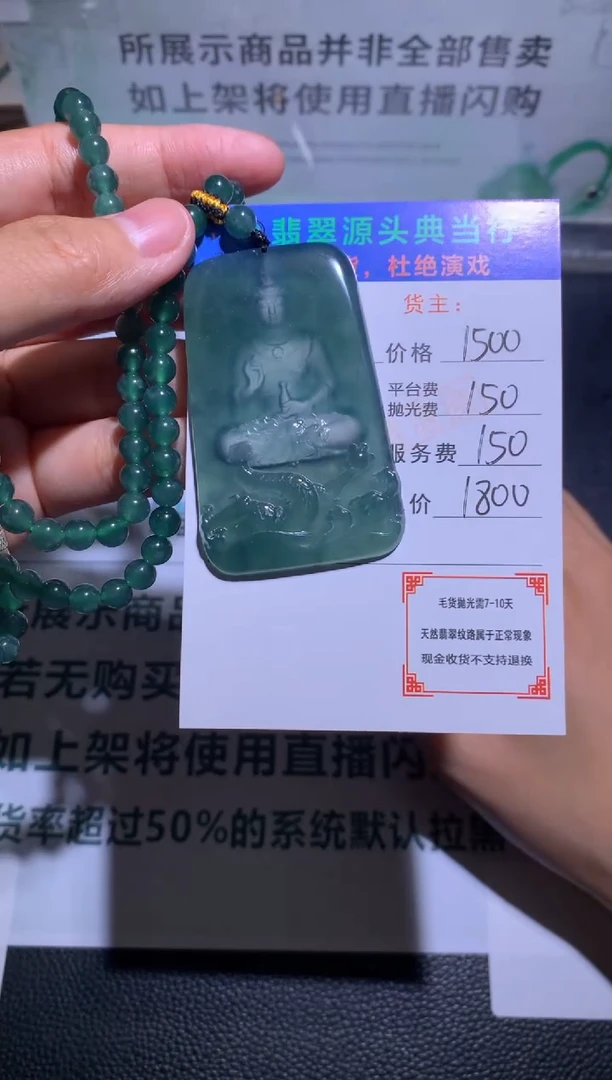 所展示商品并非全部售卖
如上架将使用直播闪购
翡翠源头典当行
，杜绝演戏
货主：
价格 1500
平台费
抛光费 150
服务费 150
价 1800
毛货抛光需7-10天
天然翡翠纹路属于正常现象
现金收货不支持退换
展示商品
若无购买
如上架将使用直播闪
货率超过50%的系统默认拉黑